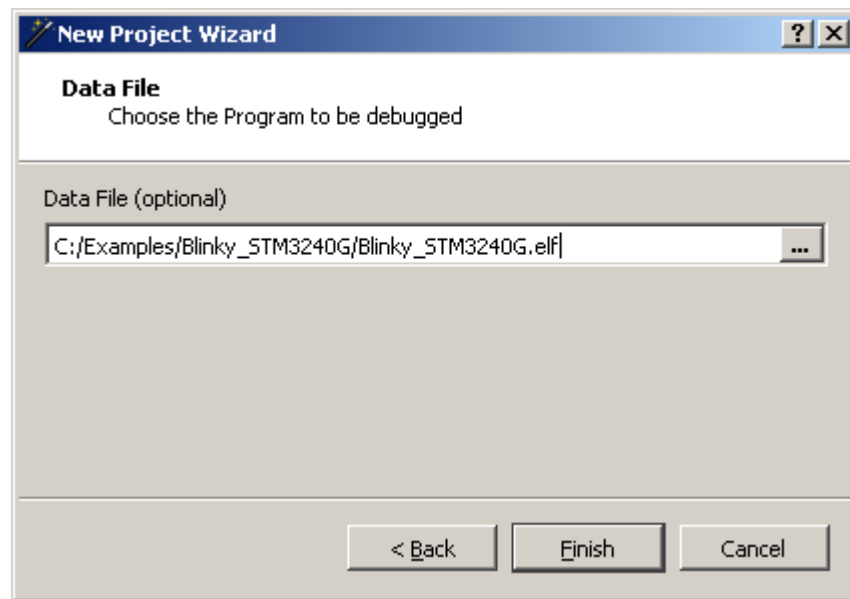 New Project Wizard
Data File
Choose the Program to be debugged
Data File (optional)
C:/Examples/Blinky_STM3240G/Blinky_STM3240G.elf ...
< Back Finish Cancel